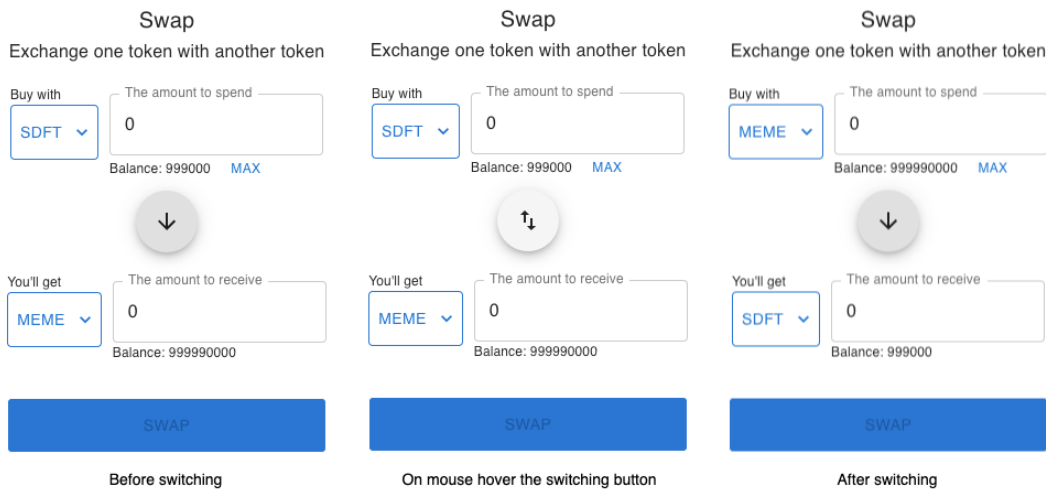 Swap
Exchange one token with another token
Buy with
The amount to spend
SDFT
0
Balance: 999000 MAX
You'll get
The amount to receive
MEME
0
Balance: 999990000
SWAP
Before switching
Swap
Exchange one token with another token
Buy with
The amount to spend
SDFT
0
Balance: 999000 MAX
You'll get
The amount to receive
MEME
0
Balance: 999990000
SWAP
On mouse hover the switching button
Swap
Exchange one token with another token
Buy with
The amount to spend
MEME
0
Balance: 999990000 MAX
You'll get
The amount to receive
SDFT
0
Balance: 999000
SWAP
After switching